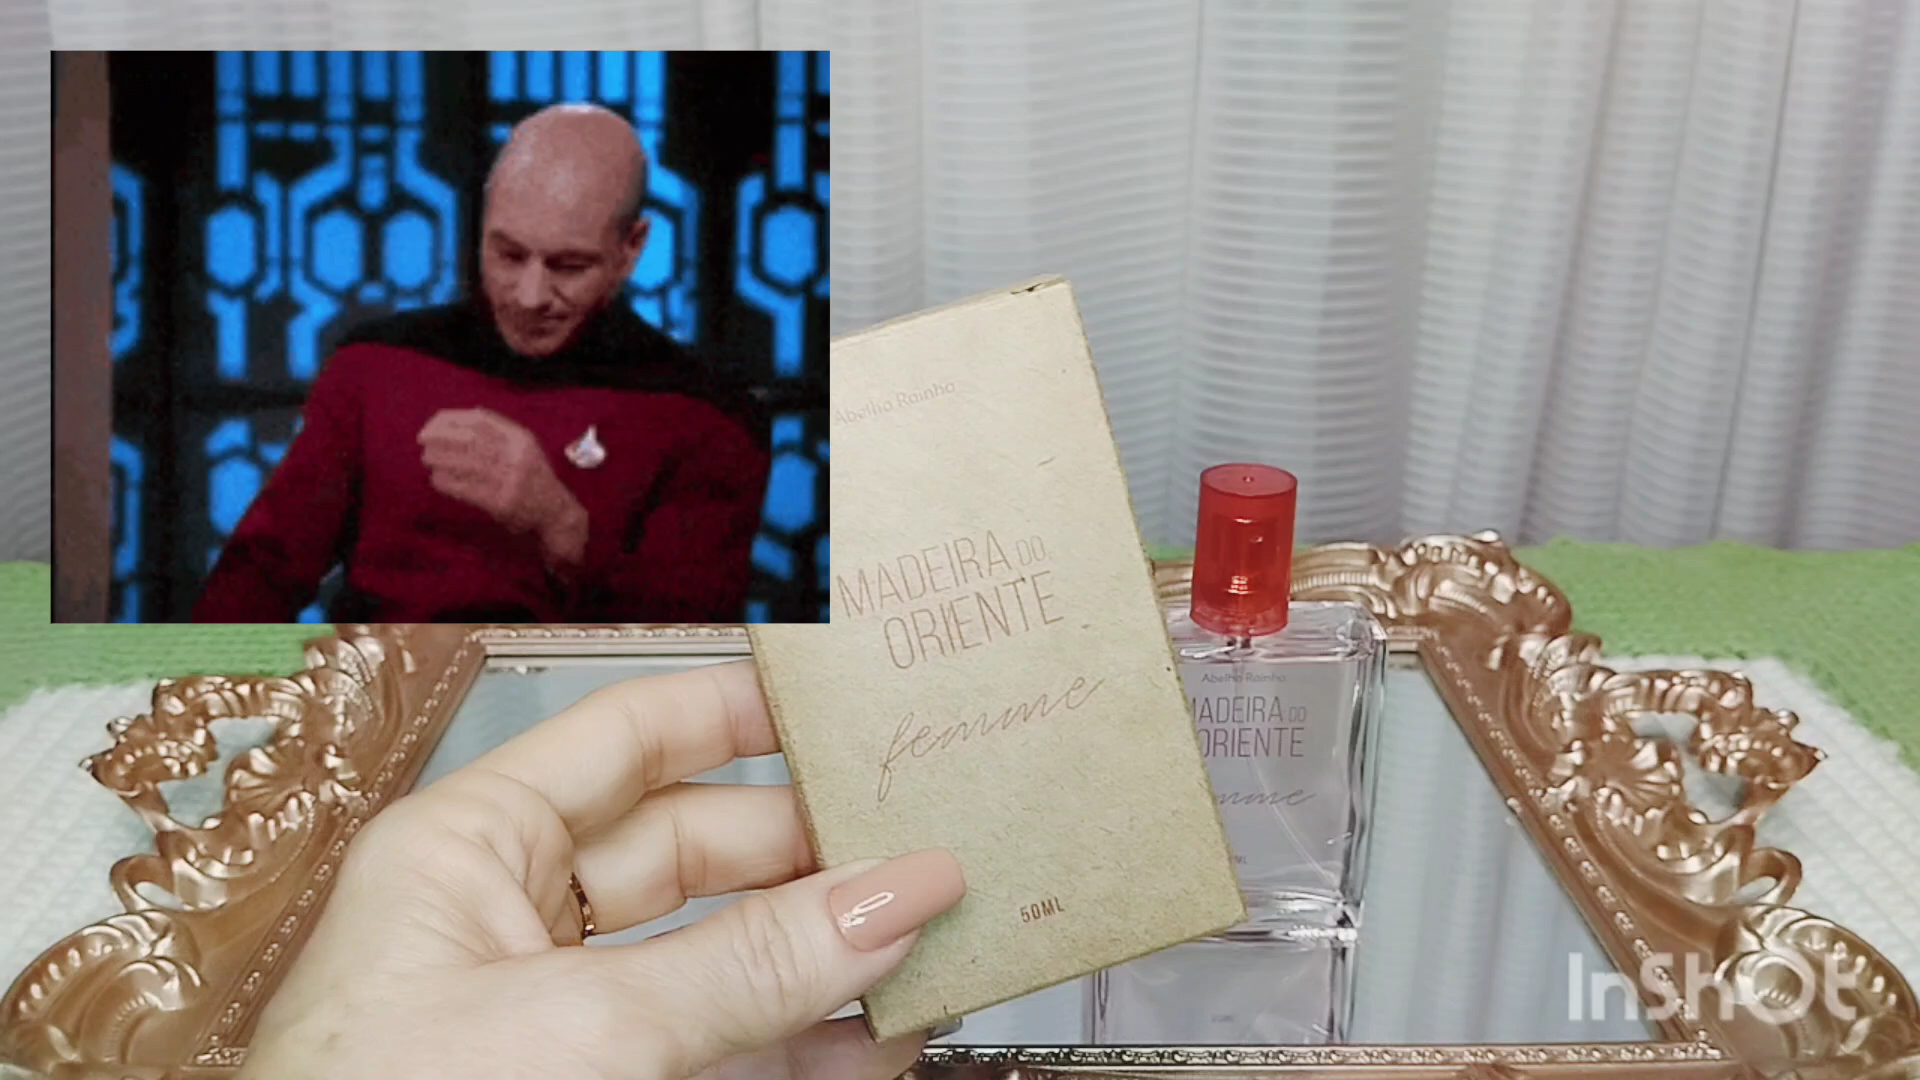 Abelha Rainha
MADEIRA DO
ORIENTE
femme
50ML
Abelha Rainha
MADEIRA DO
ORIENTE
InShOt